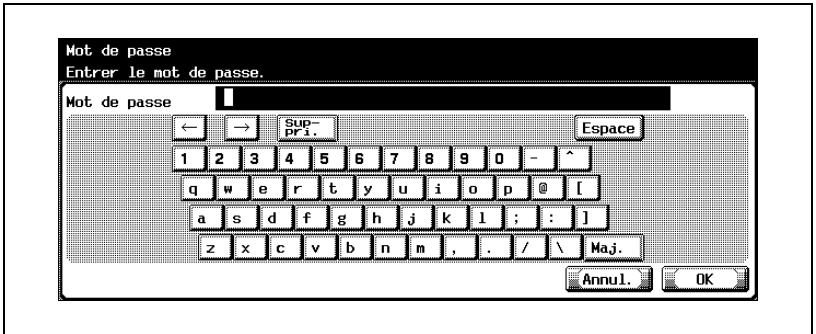 Mot de passe
Entrer le mot de passe.
Mot de passe
← → Sup-
pri. Espace
1 2 3 4 5 6 7 8 9 0 - ^
q w e r t y u i o p @ [
a s d f g h j k l ; : ]
z x c v b n m , . / \ Maj.
Annul. OK